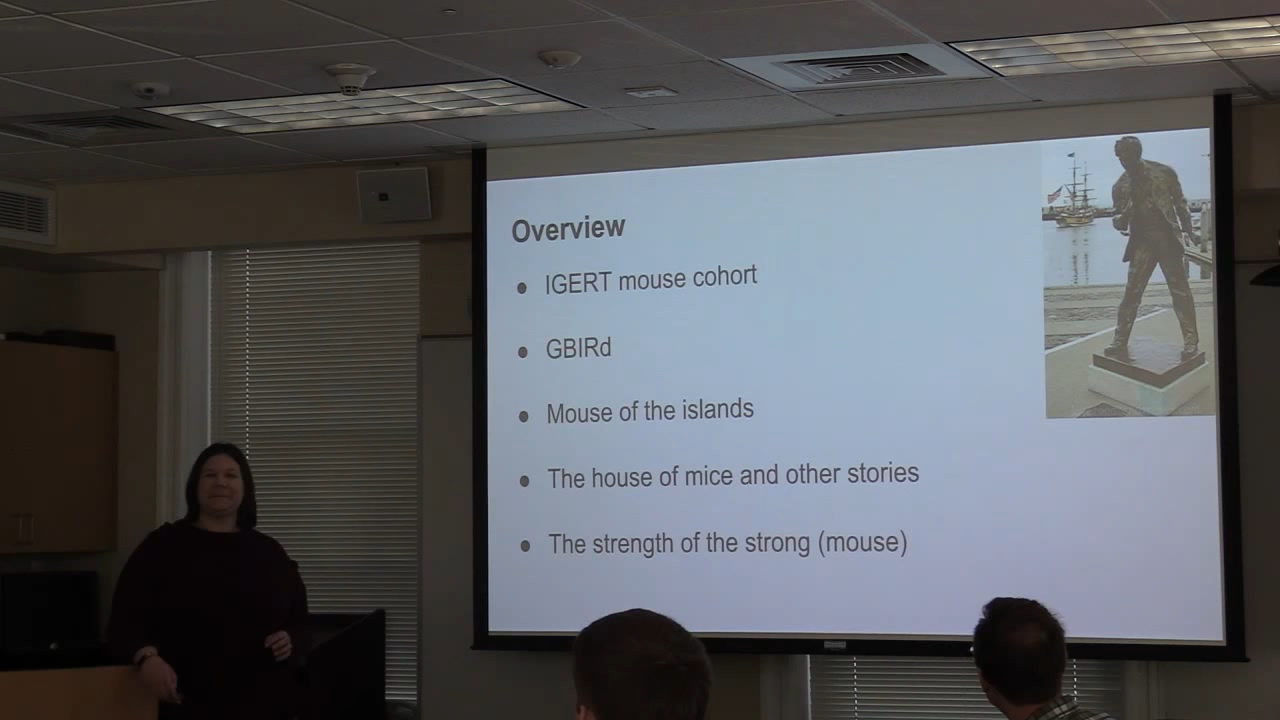 Overview
● IGERT mouse cohort
● GBIRd
● Mouse of the islands
● The house of mice and other stories
● The strength of the strong (mouse)